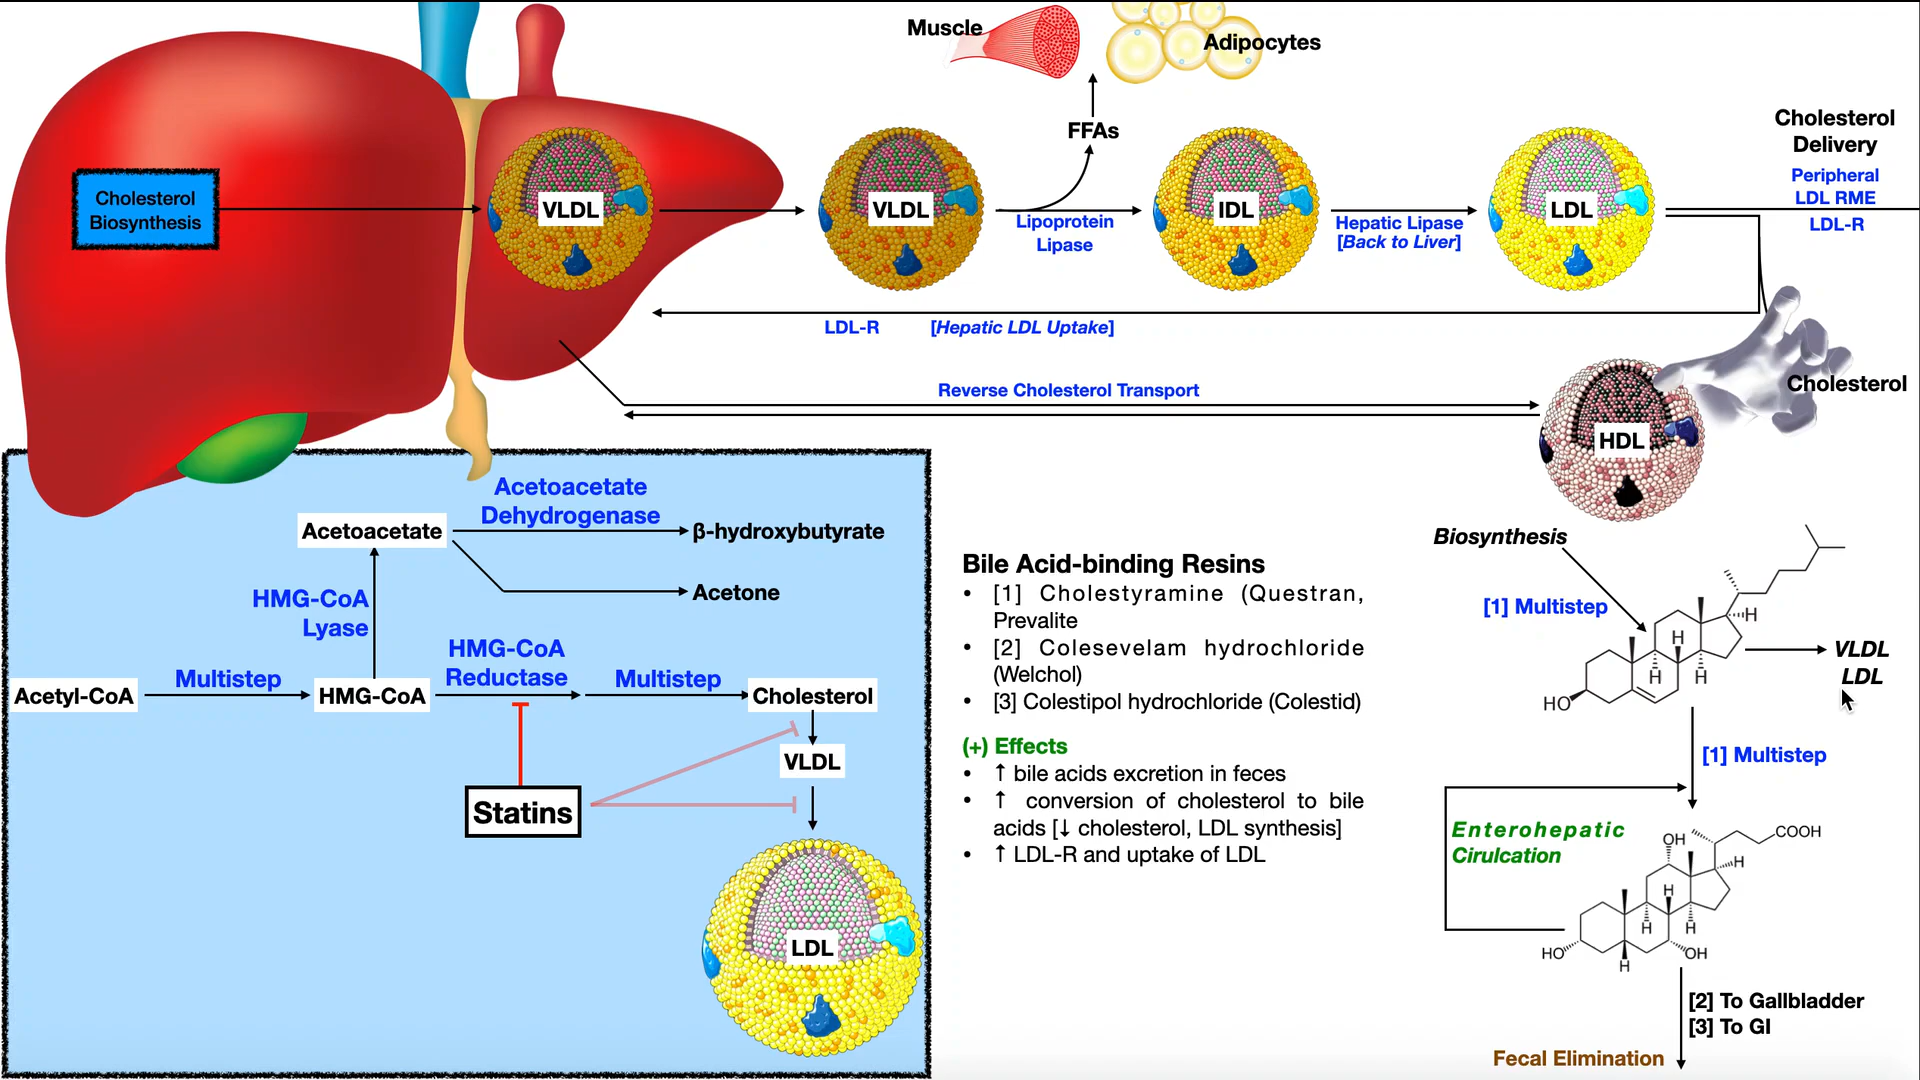 Muscle
Adipocytes
FFAs
Cholesterol
Delivery
Peripheral
LDL RME
LDL-R
Cholesterol
Biosynthesis
VLDL
VLDL
Lipoprotein
Lipase
IDL
Hepatic Lipase
[Back to Liver]
LDL
LDL-R [Hepatic LDL Uptake]
Reverse Cholesterol Transport
Cholesterol
HDL
Acetoacetate
Dehydrogenase
Acetoacetate
β-hydroxybutyrate
Acetone
HMG-CoA
Lyase
HMG-CoA
Reductase
Multistep
Multistep
Acetyl-CoA
HMG-CoA
Cholesterol
VLDL
Statins
LDL
Bile Acid-binding Resins
• [1] Cholestyramine (Questran,
Prevalite
• [2] Colesevelam hydrochloride
(Welchol)
• [3] Colestipol hydrochloride (Colestid)
(+) Effects
• ↑ bile acids excretion in feces
• ↑ conversion of cholesterol to bile
acids [↓ cholesterol, LDL synthesis]
• ↑ LDL-R and uptake of LDL
Biosynthesis
[1] Multistep
H
H
H
H
HO
VLDL
LDL
[1] Multistep
Enterohepatic
Cirulcation
OH
COOH
H
H
H
H
HO
OH
H
[2] To Gallbladder
[3] To GI
Fecal Elimination